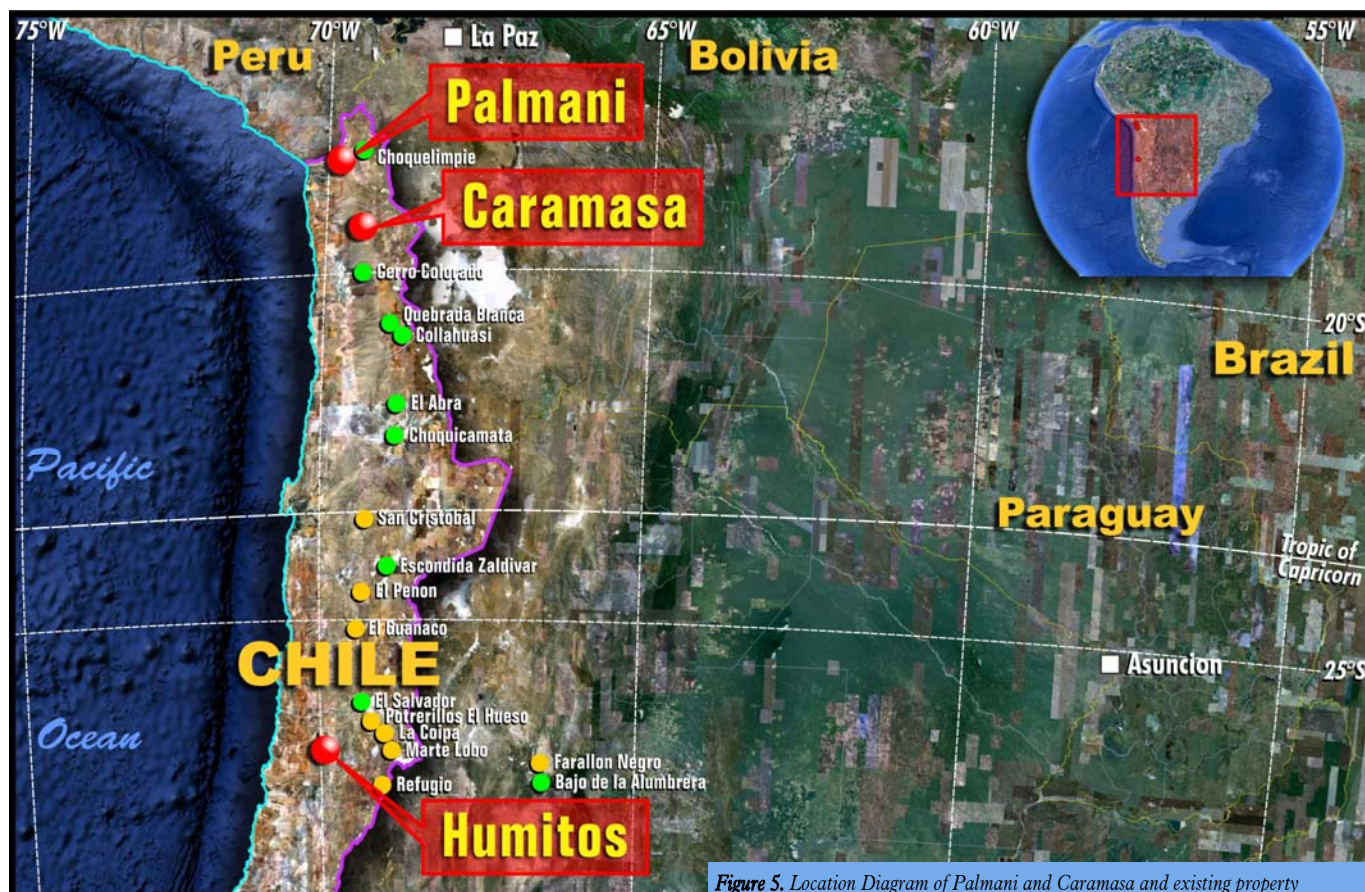 75°W
70°W
65°W
60°W
55°W
Peru
La Paz
Bolivia
Palmani
Choquelimpie
Caramasa
Cerro Colorado
Quebrada Blanca
Collahuasi
20°S
Brazil
El Abra
Chuquicamata
Pacific
San Cristobal
Paraguay
Tropic of
Capricorn
Escondida Zaldivar
El Penon
El Guanaco
CHILE
Asuncion
25°S
El Salvador
Potrerillos El Hueso
La Coipa
Ocean
Marte Lobo
Farallon Negro
Refugio
Bajo de la Alumbrera
Humitos
Figure 5. Location Diagram of Palmani and Caramasa and existing property